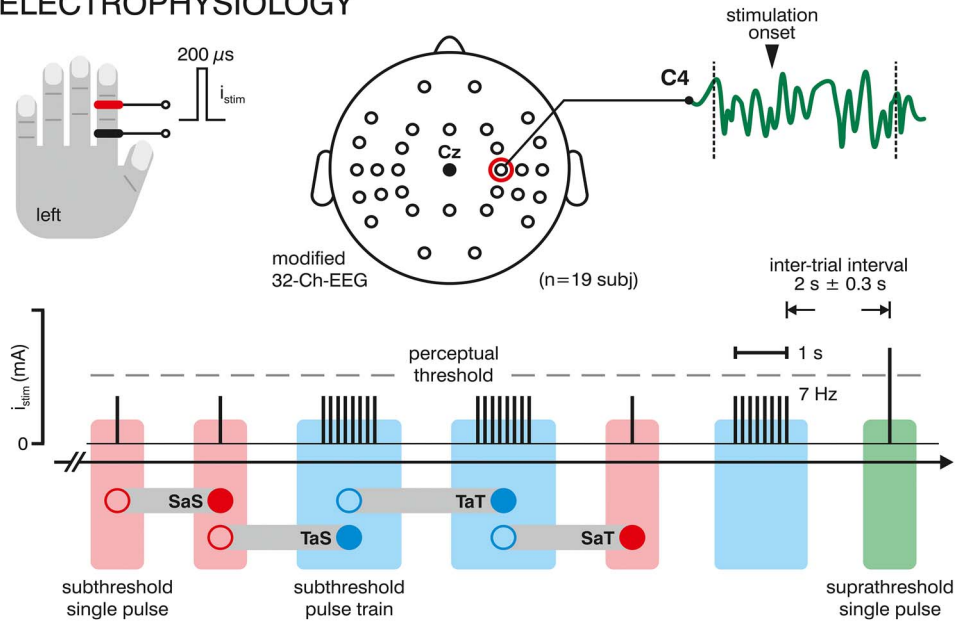 ELECTROPHYSIOLOGY
200 µs
i_stim
left
modified
32-Ch-EEG
Cz
(n=19 subj)
C4
stimulation
onset
inter-trial interval
2 s ± 0.3 s
i_stim (mA)
0
perceptual
threshold
1 s
7 Hz
SaS
TaT
TaS
SaT
subthreshold
single pulse
subthreshold
pulse train
suprathreshold
single pulse